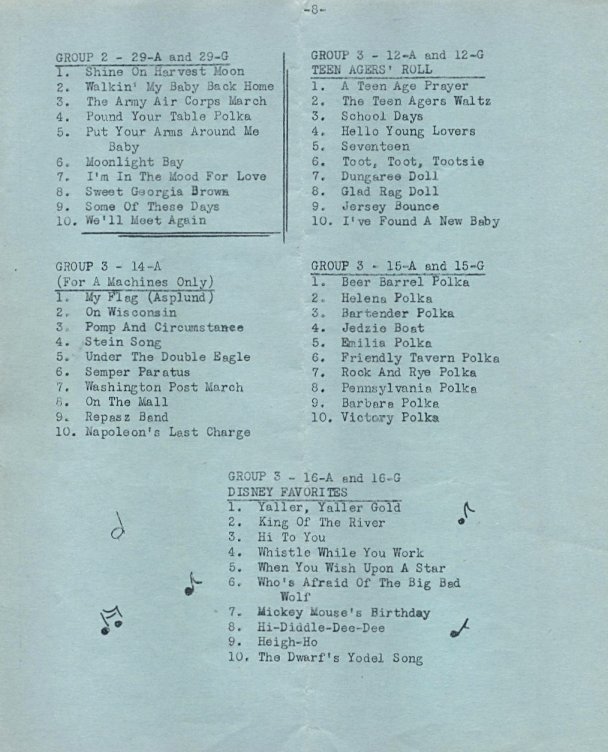 -8-
GROUP 2 - 29-A and 29-G
1. Shine On Harvest Moon
2. Walkin' My Baby Back Home
3. The Army Air Corps March
4. Pound Your Table Polka
5. Put Your Arms Around Me
Baby
6. Moonlight Bay
7. I'm In The Mood For Love
8. Sweet Georgia Brown
9. Some Of These Days
10. We'll Meet Again
GROUP 3 - 12-A and 12-G
TEEN AGERS' ROLL
1. A Teen Age Prayer
2. The Teen Agers Waltz
3. School Days
4. Hello Young Lovers
5. Seventeen
6. Toot, Toot, Tootsie
7. Dungaree Doll
8. Glad Rag Doll
9. Jersey Bounce
10. I've Found A New Baby
GROUP 3 - 14-A
(For A Machines Only)
1. My Flag (Asplund)
2. On Wisconsin
3. Pomp And Circumstance
4. Stein Song
5. Under The Double Eagle
6. Semper Paratus
7. Washington Post March
8. On The Mall
9. Repasz Band
10. Napoleon's Last Charge
GROUP 3 - 15-A and 15-G
1. Beer Barrel Polka
2. Helena Polka
3. Bartender Polka
4. Jedzie Boat
5. Emilia Polka
6. Friendly Tavern Polka
7. Rock And Rye Polka
8. Pennsylvania Polka
9. Barbara Polka
10. Victory Polka
GROUP 3 - 16-A and 16-G
DISNEY FAVORITES
1. Yaller, Yaller Gold
2. King Of The River
3. Hi To You
4. Whistle While You Work
5. When You Wish Upon A Star
6. Who's Afraid Of The Big Bad
Wolf
7. Mickey Mouse's Birthday
8. Hi-Diddle-Dee-Dee
9. Heigh-Ho
10. The Dwarf's Yodel Song